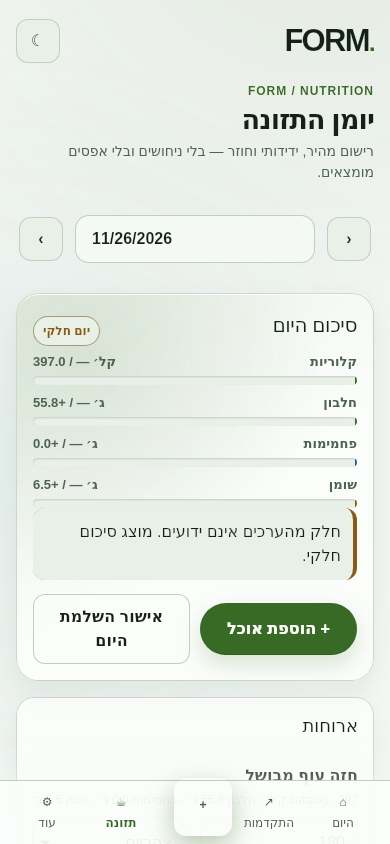 FORM.
FORM / NUTRITION
יומן התזונה
רישום מהיר, ידידותי וחוזר — בלי ניחושים ובלי אפסים
מומצאים.
11/26/2026
סיכום היום
יום חלקי
קלוריות
397.0 / — קל׳
חלבון
55.8+ / — ג׳
פחמימות
0.0+ / — ג׳
שומן
6.5+ / — ג׳
חלק מהערכים אינם ידועים. מוצג סיכום
חלקי.
+ הוספת אוכל
אישור השלמת
היום
ארוחות
חזה עוף מבושל
היום
התקדמות
+
תזונה
עוד